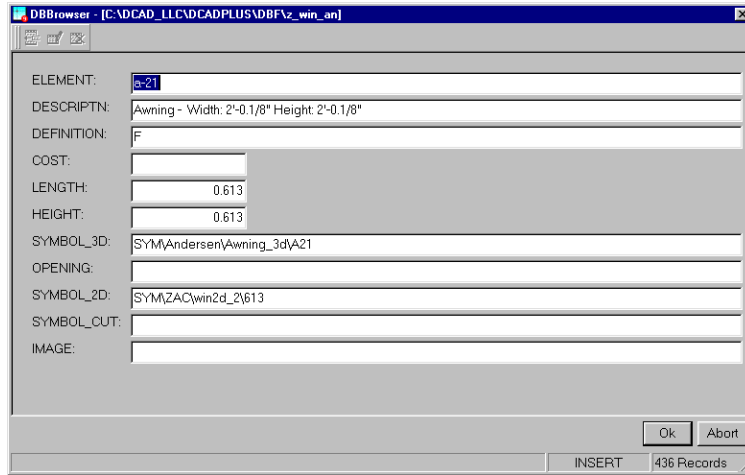 DBBrowser - [C:\DCAD_LLC\DCADPLUS\DBF\z_win_an]
ELEMENT: a-21
DESCRIPTN: Awning - Width: 2'-0.1/8" Height: 2'-0.1/8"
DEFINITION: F
COST:
LENGTH: 0.613
HEIGHT: 0.613
SYMBOL_3D: SYM\Andersen\Awning_3d\A21
OPENING:
SYMBOL_2D: SYM\ZAC\win2d_2\613
SYMBOL_CUT:
IMAGE:
Ok Abort
INSERT 436 Records